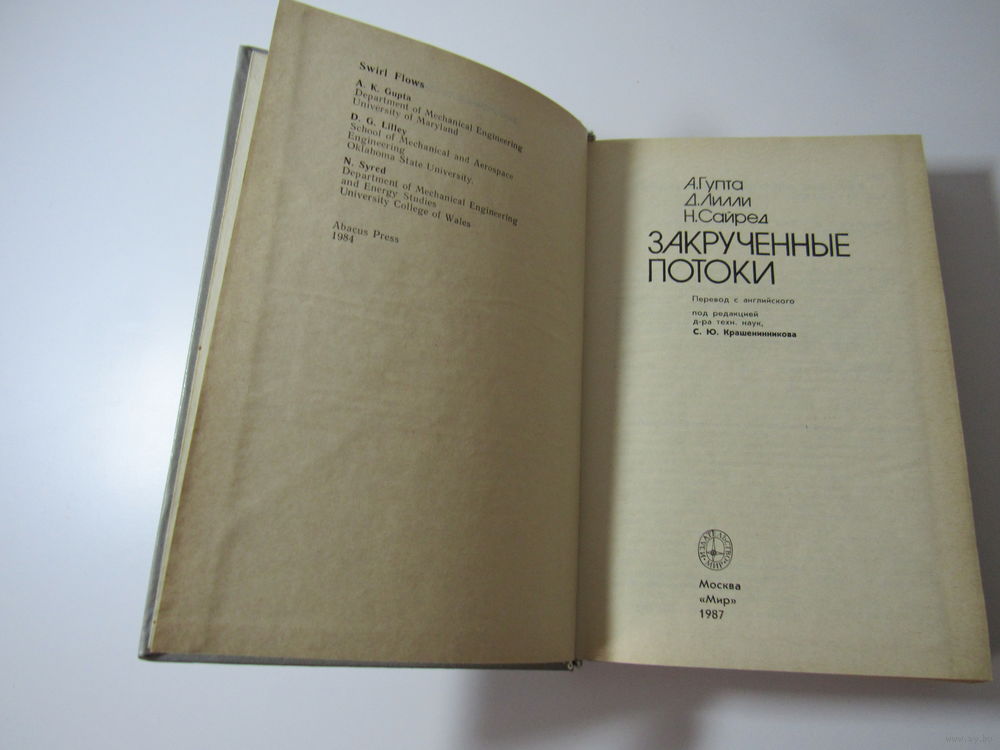 Swirl Flows
A. K. Gupta
Department of Mechanical Engineering
University of Maryland
D. G. Lilley
School of Mechanical and Aerospace
Engineering
Oklahoma State University.
N. Syred
Department of Mechanical Engineering
and Energy Studies
University College of Wales
Abacus Press
1984
А.Гупта
Д.Лилли
Н.Сайред
ЗАКРУЧЕННЫЕ
ПОТОКИ
Перевод с английского
под редакцией
д-ра техн. наук,
С. Ю. Крашенинникова
ИЗДАТЕЛЬСТВО
МИР
Москва
«Мир»
1987